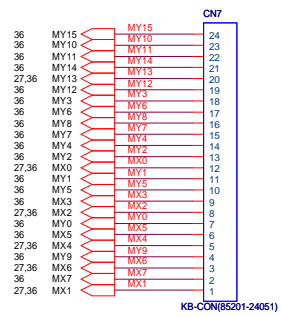 CN7
36 MY15 MY15 24
36 MY10 MY10 23
36 MY11 MY11 22
36 MY14 MY14 21
27,36 MY13 MY13 20
36 MY12 MY12 19
36 MY3 MY3 18
36 MY6 MY6 17
36 MY8 MY8 16
36 MY7 MY7 15
36 MY4 MY4 14
36 MY2 MY2 13
27,36 MX0 MX0 12
36 MY1 MY1 11
36 MY5 MY5 10
36 MX3 MX3 9
27,36 MX2 MX2 8
36 MY0 MY0 7
36 MX5 MX5 6
27,36 MX4 MX4 5
36 MY9 MY9 4
27,36 MX6 MX6 3
36 MX7 MX7 2
27,36 MX1 MX1 1
KB-CON(85201-24051)